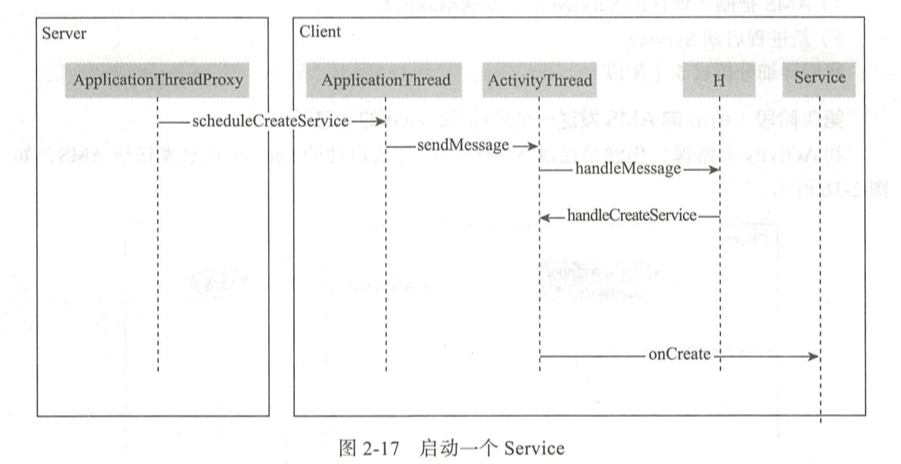 Server
Client
ApplicationThreadProxy
ApplicationThread
ActivityThread
H
Service
scheduleCreateService
sendMessage
handleMessage
handleCreateService
onCreate
图 2-17 启动一个 Service